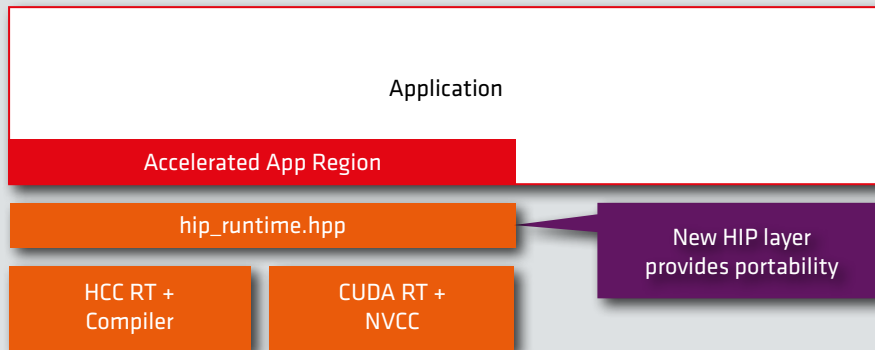 Application
Accelerated App Region
hip_runtime.hpp
New HIP layer
provides portability
HCC RT +
Compiler
CUDA RT +
NVCC